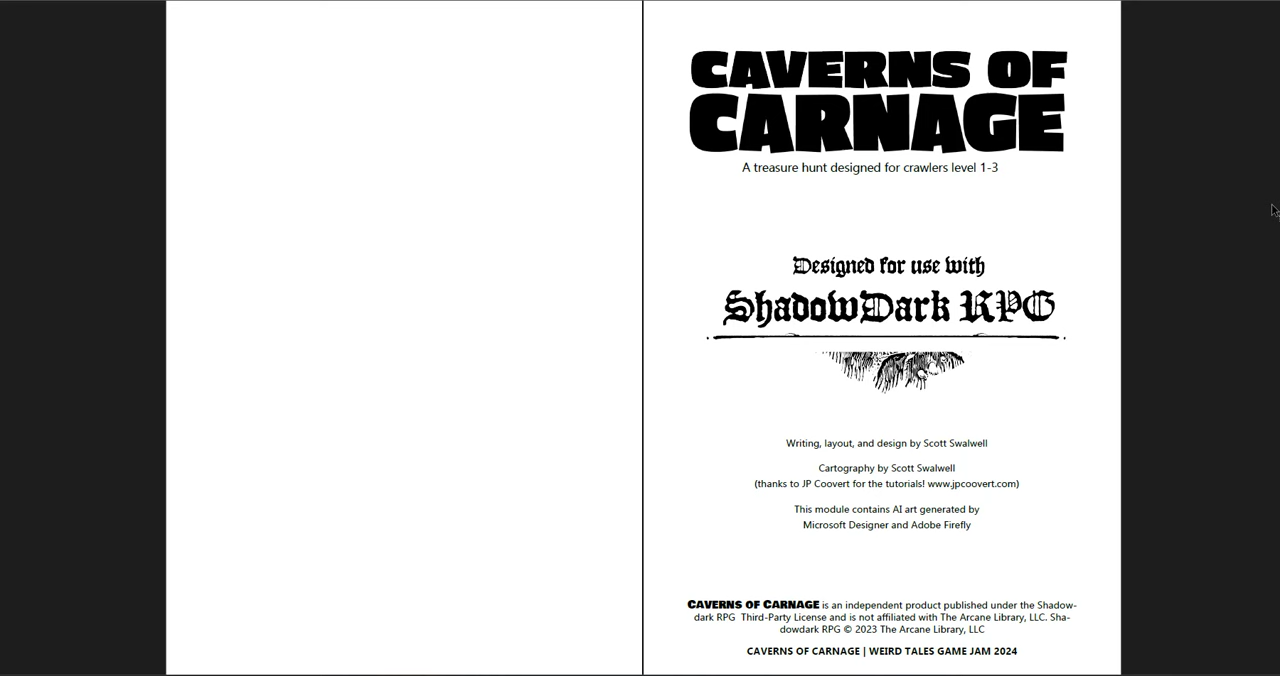 CAVERNS OF
CARNAGE
A treasure hunt designed for crawlers level 1-3
Designed for use with
ShadowDark RPG
Writing, layout, and design by Scott Swalwell
Cartography by Scott Swalwell
(thanks to JP Coovert for the tutorials! www.jpcoovert.com)
This module contains AI art generated by
Microsoft Designer and Adobe Firefly
CAVERNS OF CARNAGE is an independent product published under the Shadow-
dark RPG Third-Party License and is not affiliated with The Arcane Library, LLC. Sha-
dowdark RPG © 2023 The Arcane Library, LLC
CAVERNS OF CARNAGE | WEIRD TALES GAME JAM 2024